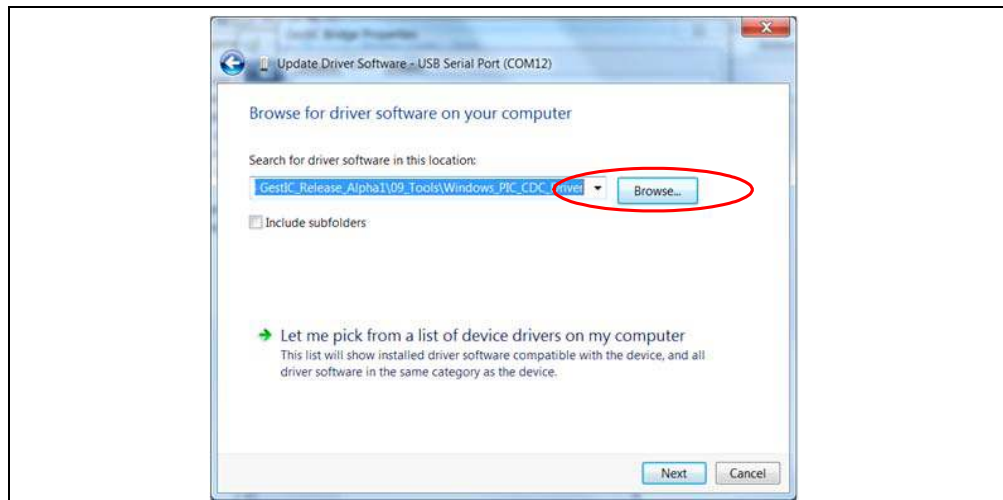 GestIC Bridge Properties
Update Driver Software - USB Serial Port (COM12)
Browse for driver software on your computer
Search for driver software in this location:
GestIC_Release_Alpha1\09_Tools\Windows_PIC_CDC_Driver
Browse...
Include subfolders
Let me pick from a list of device drivers on my computer
This list will show installed driver software compatible with the device, and all
driver software in the same category as the device.
Next
Cancel